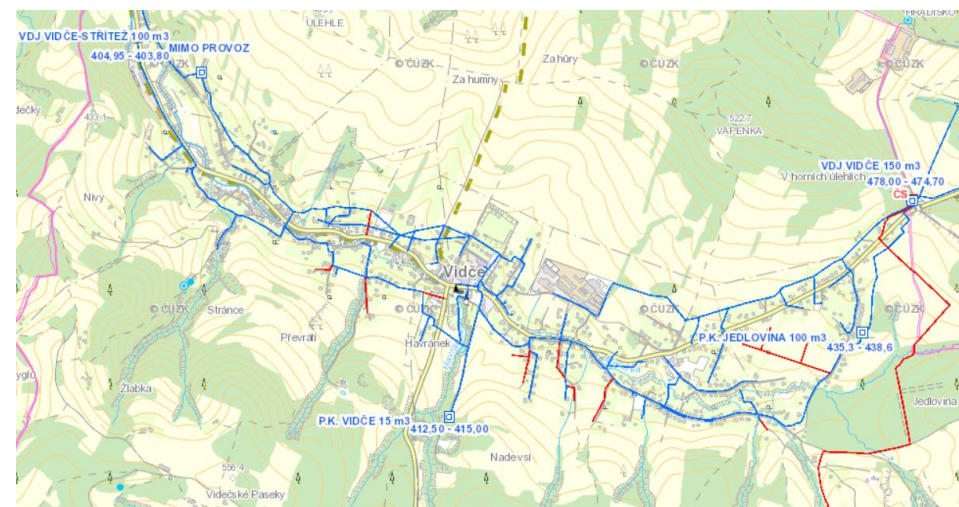 ÚLEHLE
HRADISKO
VDJ VIDČE-STŘÍTEŽ 100 m3
404,95 - 403,80
MIMO PROVOZ
© ČÚZK
© ČÚZK
© ČÚZK
© ČÚZK
Za hůry
Za humny
433,1
522,7
VÁPENKA
VDJ VIDČE 150 m3
V horních úlehlích
478,00 - 474,70
ČS
Nivy
Vidče
Stránce
© ČÚZK
© ČÚZK
© ČÚZK
Převrátí
Havránek
P.K. JEDLOVINA 100 m3
435,3 - 438,6
Žlabka
Jedlovina
P.K. VIDČE 15 m3
412,50 - 415,00
Nadevsí
556,4
Videčské Paseky